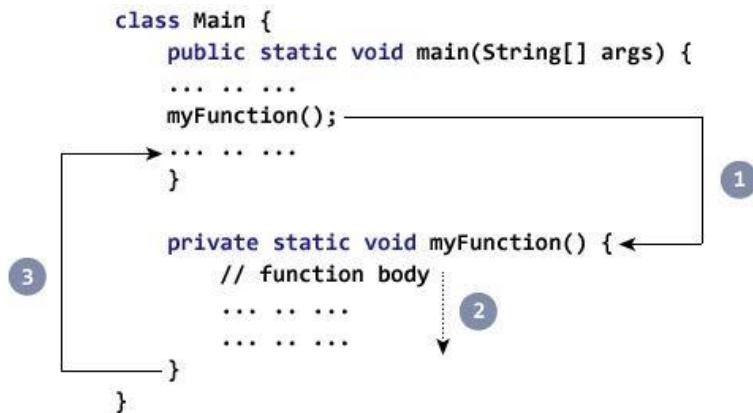 class Main {
public static void main(String[] args) {
... .. ...
myFunction();
... .. ...
}
1
private static void myFunction() {
3
// function body
... .. ...
2
... .. ...
}
}